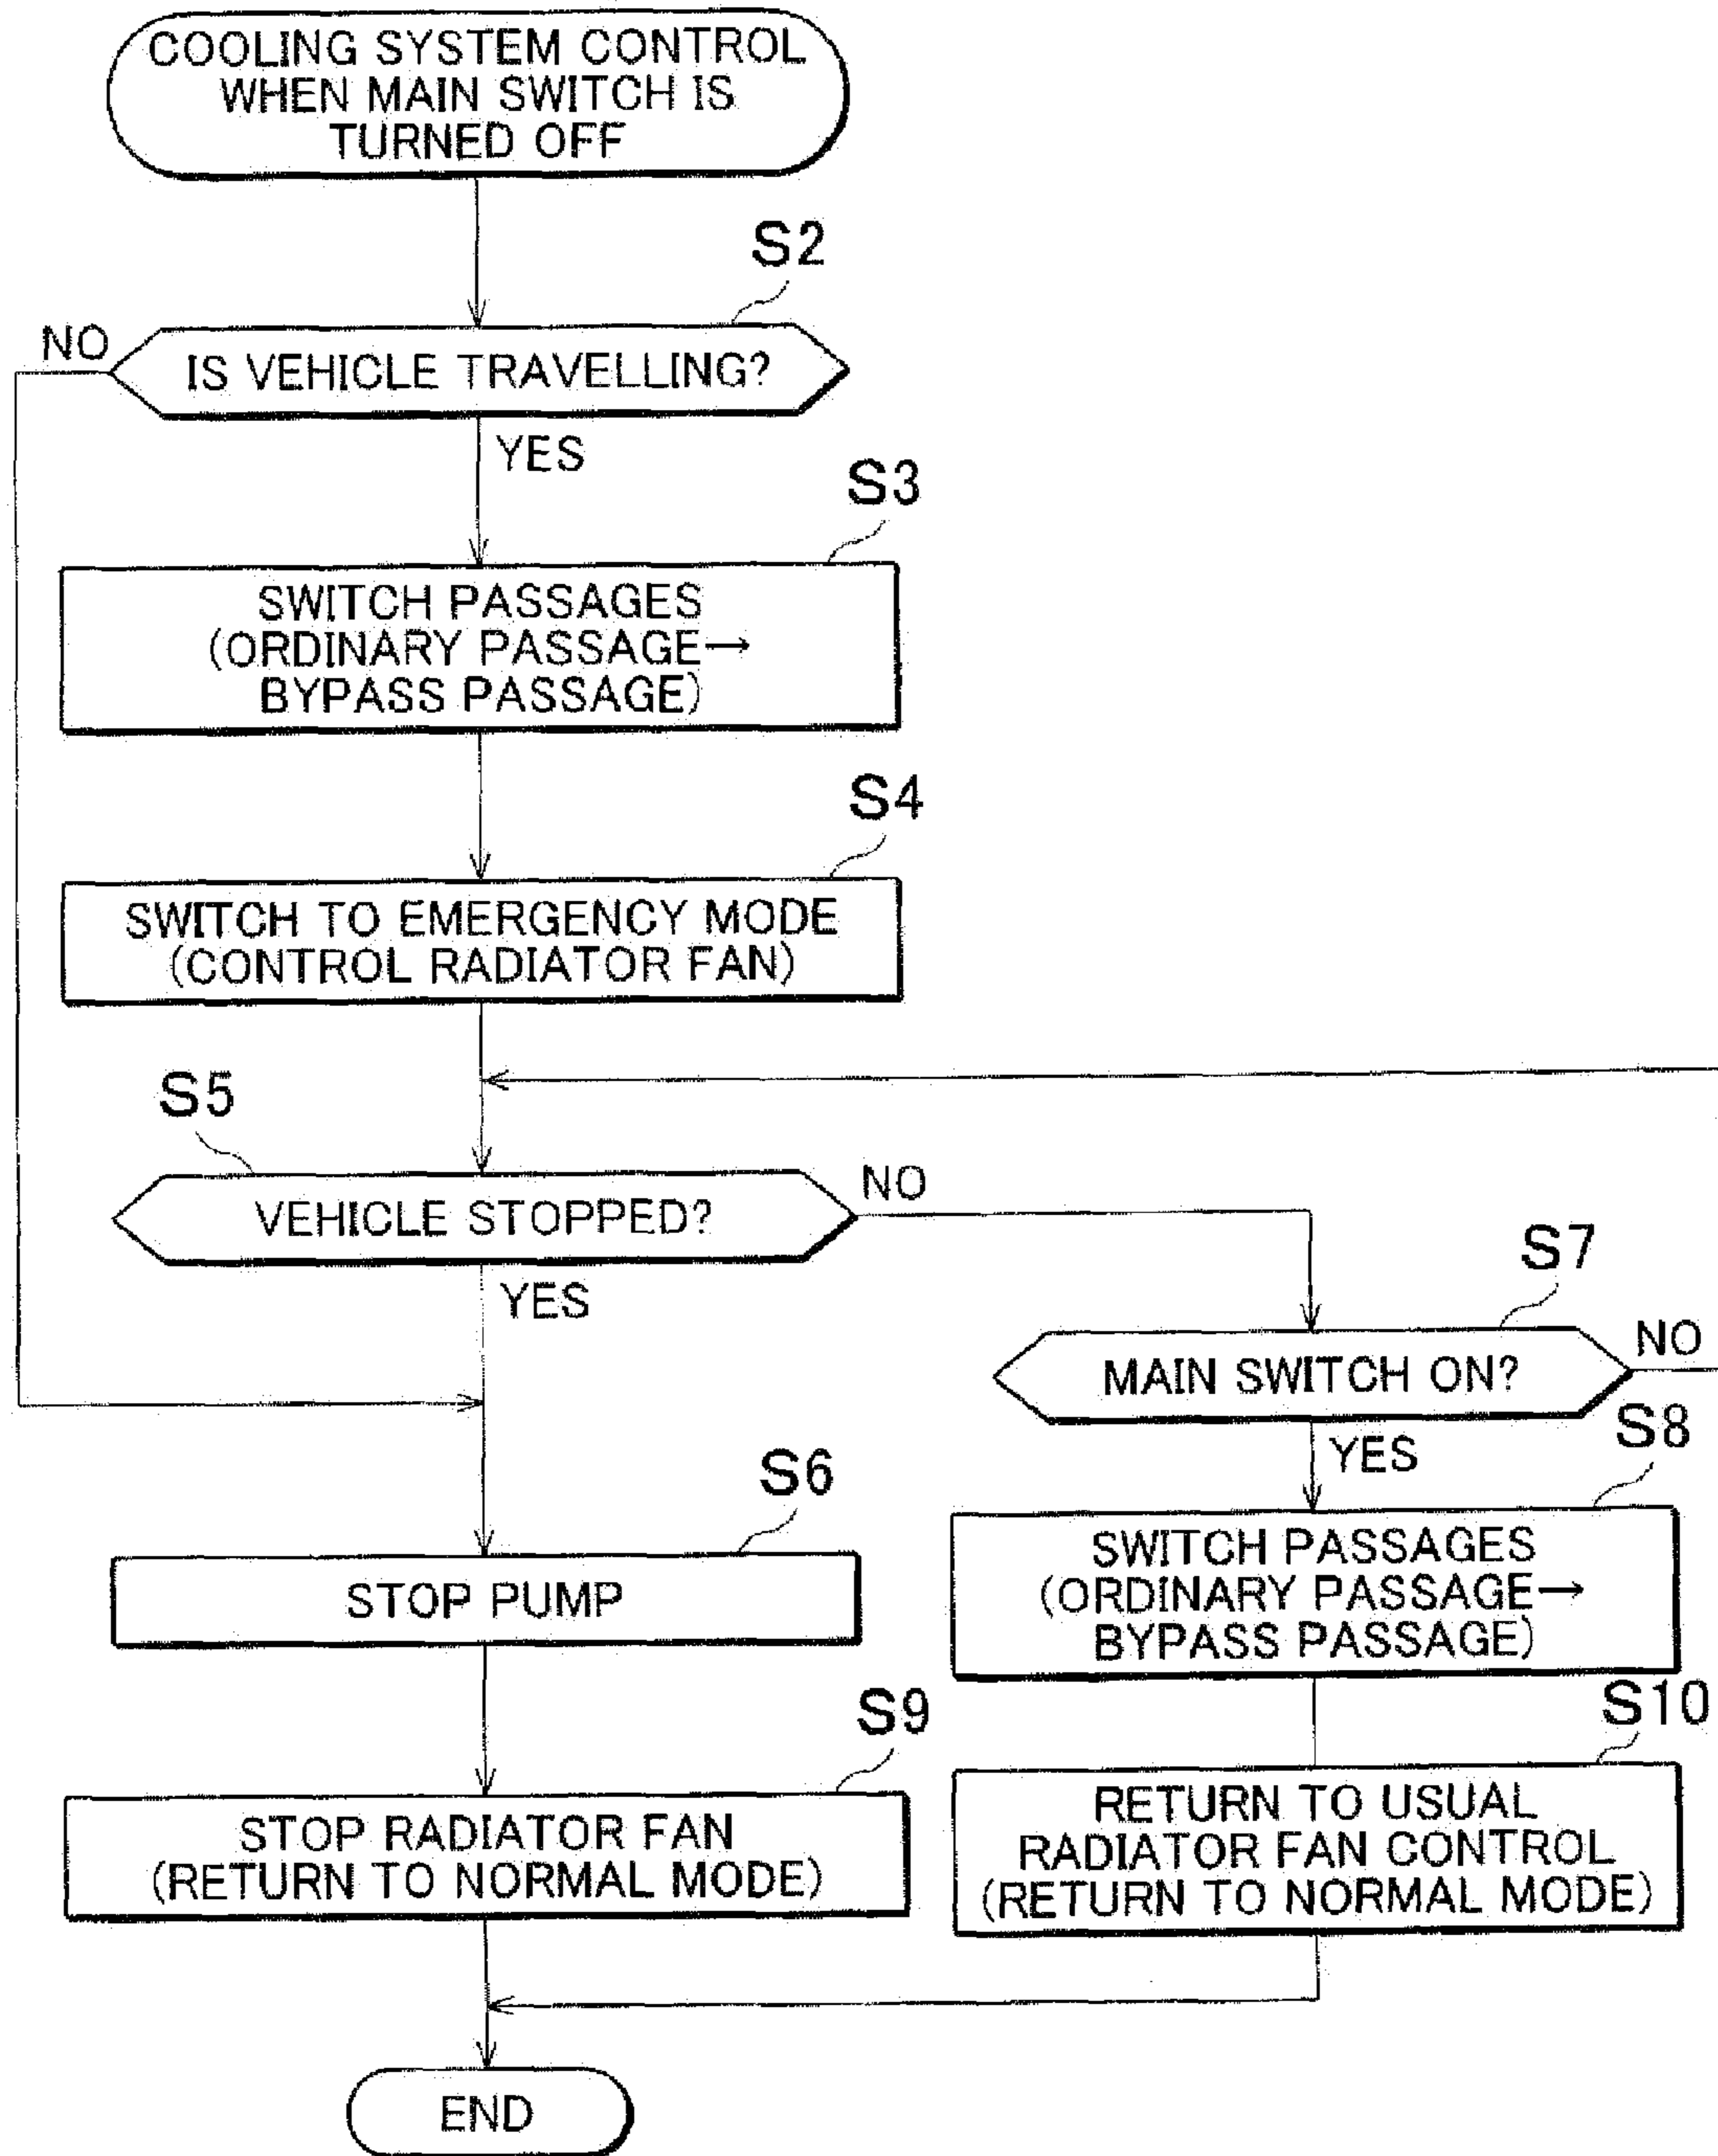 COOLING SYSTEM CONTROL
WHEN MAIN SWITCH IS
TURNED OFF
S2
NO
IS VEHICLE TRAVELLING?
YES
S3
SWITCH PASSAGES
(ORDINARY PASSAGE→
BYPASS PASSAGE)
S4
SWITCH TO EMERGENCY MODE
(CONTROL RADIATOR FAN)
S5
VEHICLE STOPPED?
NO
YES
S7
MAIN SWITCH ON?
NO
YES
S6
STOP PUMP
S8
SWITCH PASSAGES
(ORDINARY PASSAGE→
BYPASS PASSAGE)
S9
STOP RADIATOR FAN
(RETURN TO NORMAL MODE)
S10
RETURN TO USUAL
RADIATOR FAN CONTROL
(RETURN TO NORMAL MODE)
END